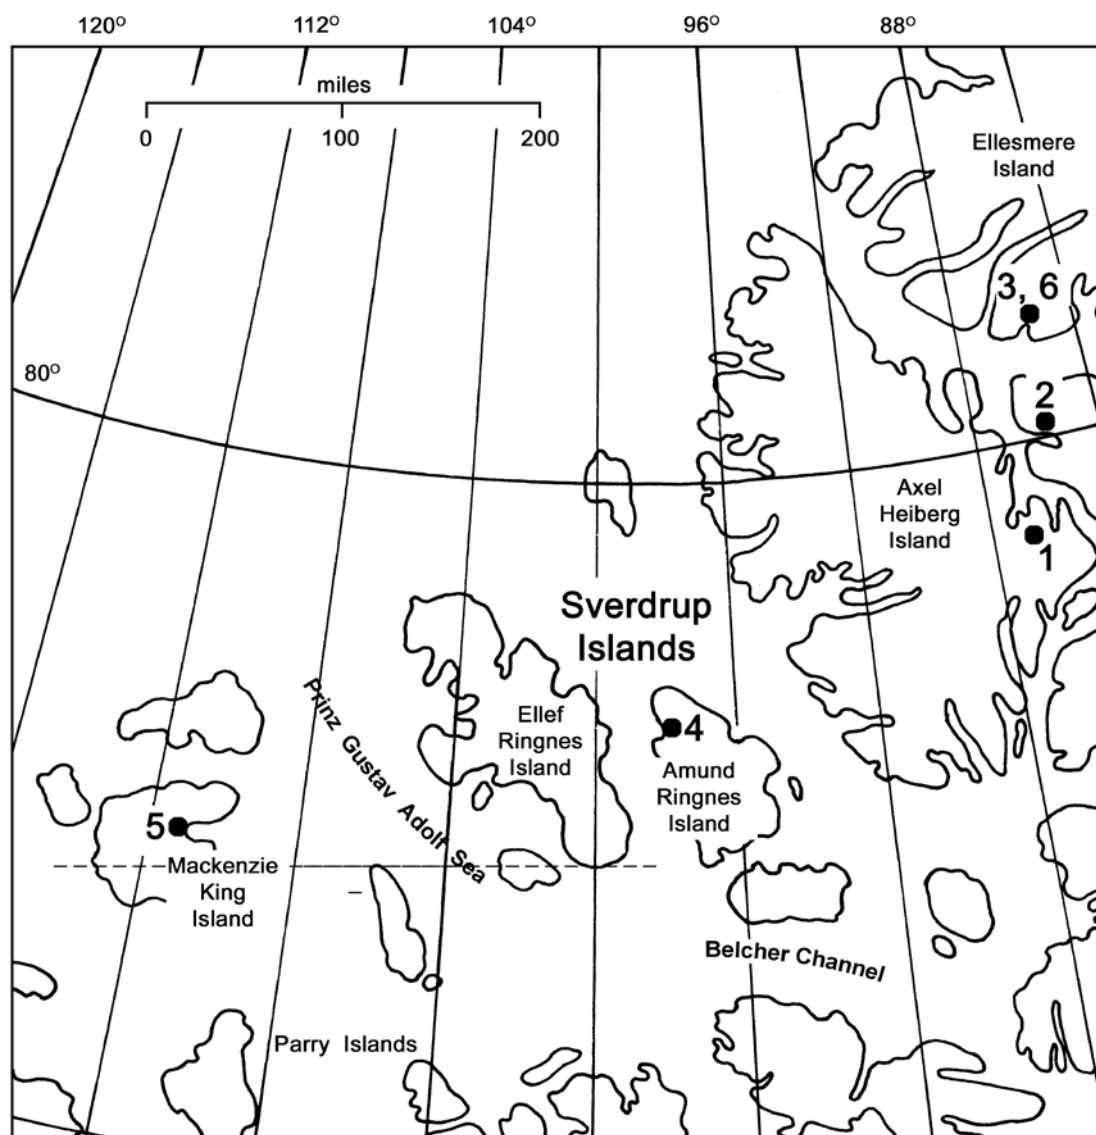 120° 112° 104° 96° 88°
miles
0 100 200
Ellesmere
Island
3, 6
80°
2
Axel
Heiberg
Island
1
Sverdrup
Islands
Prinz Gustav Adolf Sea
Ellef
Ringnes
Island
4
Amund
Ringnes
Island
5
Mackenzie
King
Island
Belcher Channel
Parry Islands